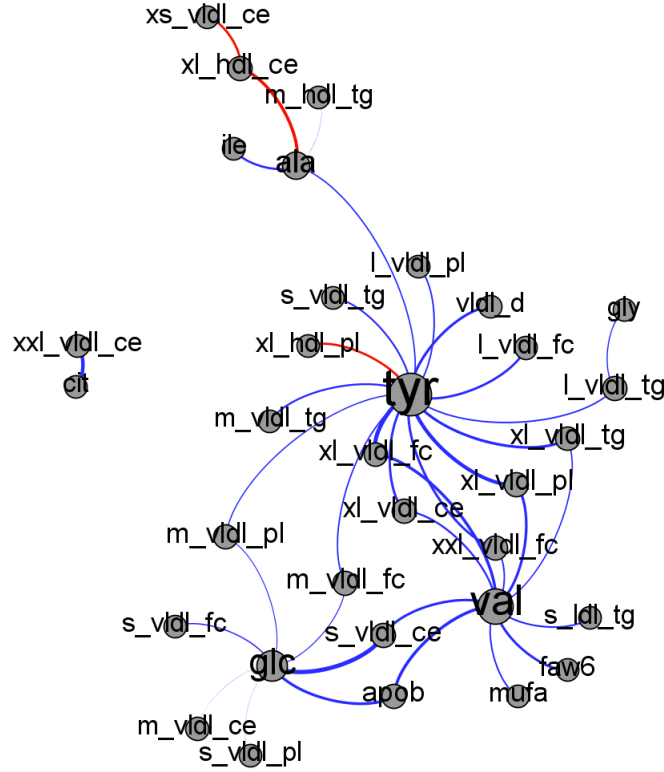 xs_vldl_ce
xl_hdl_ce
m_hdl_tg
ile
ala
l_vldl_pl
s_vldl_tg
vldl_d
gly
xl_hdl_pl
l_vldl_fc
xxl_vldl_ce
cit
tyr
l_vldl_tg
m_vldl_tg
xl_vldl_tg
xl_vldl_fc
xl_vldl_pl
xl_vldl_ce
m_vldl_pl
xxl_vldl_fc
m_vldl_fc
val
s_vldl_fc
s_vldl_ce
s_ldl_tg
glc
faw6
apob
mufa
m_vldl_ce
s_vldl_pl